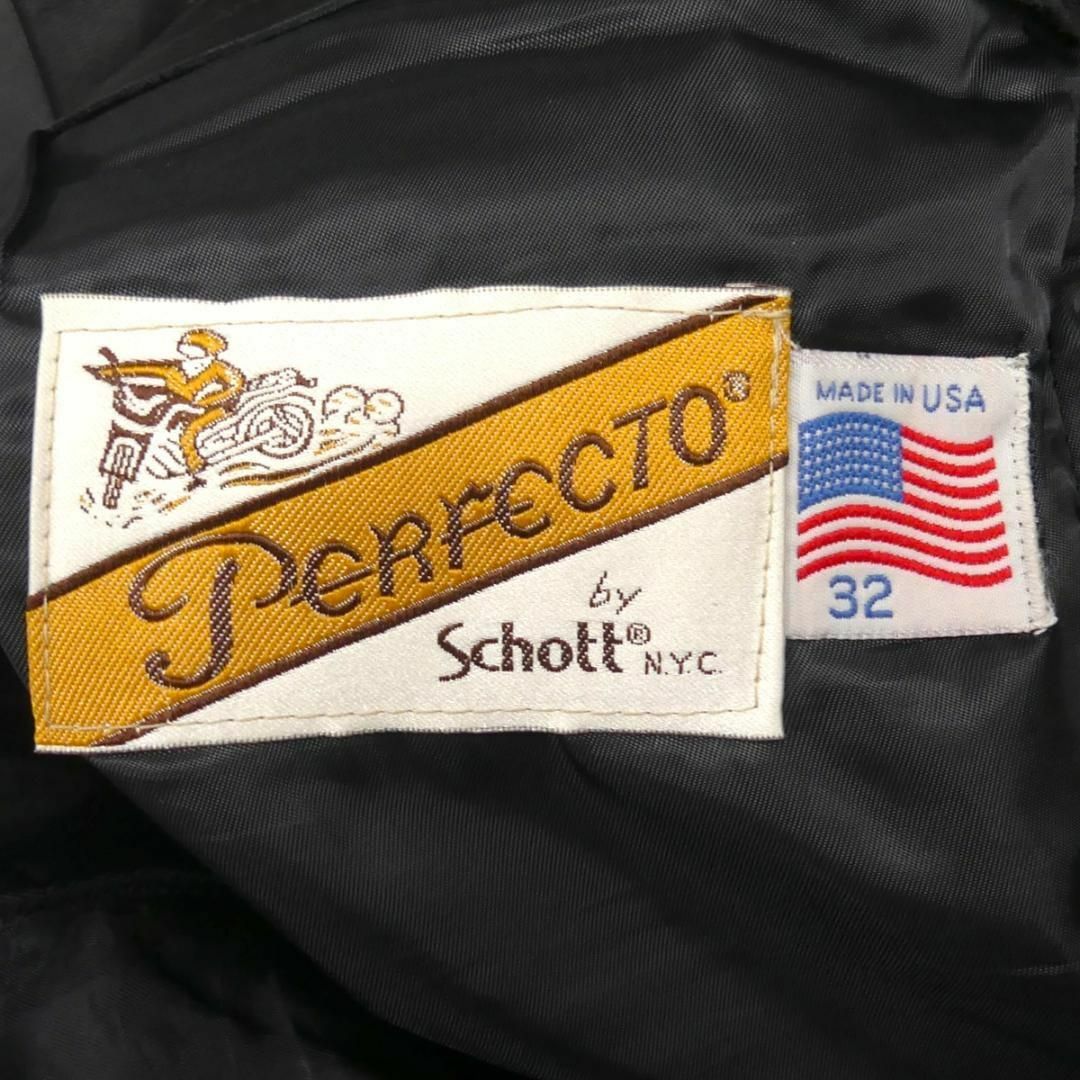 PERFECTO®
by
Schott® N.Y.C.
MADE IN USA
32